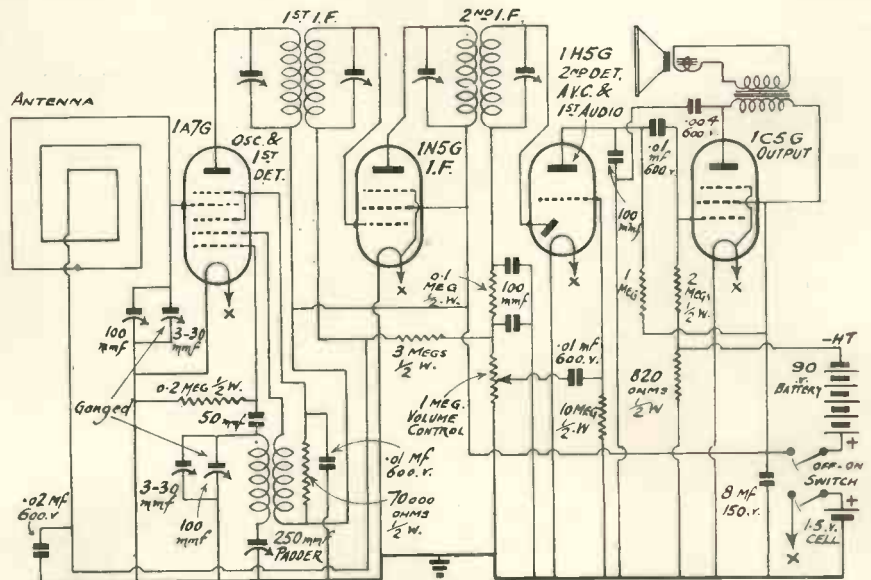 1ST I.F.
2ND I.F.
1H5G
2ND DET.
A.V.C. &
1ST AUDIO
ANTENNA
1A7G
OSC. &
1ST
DET.
1N5G
I.F.
.004
600.V.
.01
mf
600.V.
1C5G
OUTPUT
100
mmf
0.1
MEG
1/2.W.
100
mmf
1
MEG
2
MEGS
1/2.W.
100
mmf
3-30
mmf
X
X
X
X
3 MEGS
1/2.W.
.01 mf
600.V.
-HT
90
.V.
BATTERY
0.2 MEG 1/2 W.
Ganged
50
mmf
1 MEG.
VOLUME
CONTROL
10 MEG
1/2.W.
820
OHMS
1/2 W
+
OFF-ON
SWITCH
.01 MF
600.V.
3-30
mmf
100
mmf
70000
OHMS
1/2 W.
8 MF
150.V.
+
1.5.V.
CELL
X
.02 Mf
600.V
250 mmf
PADDER